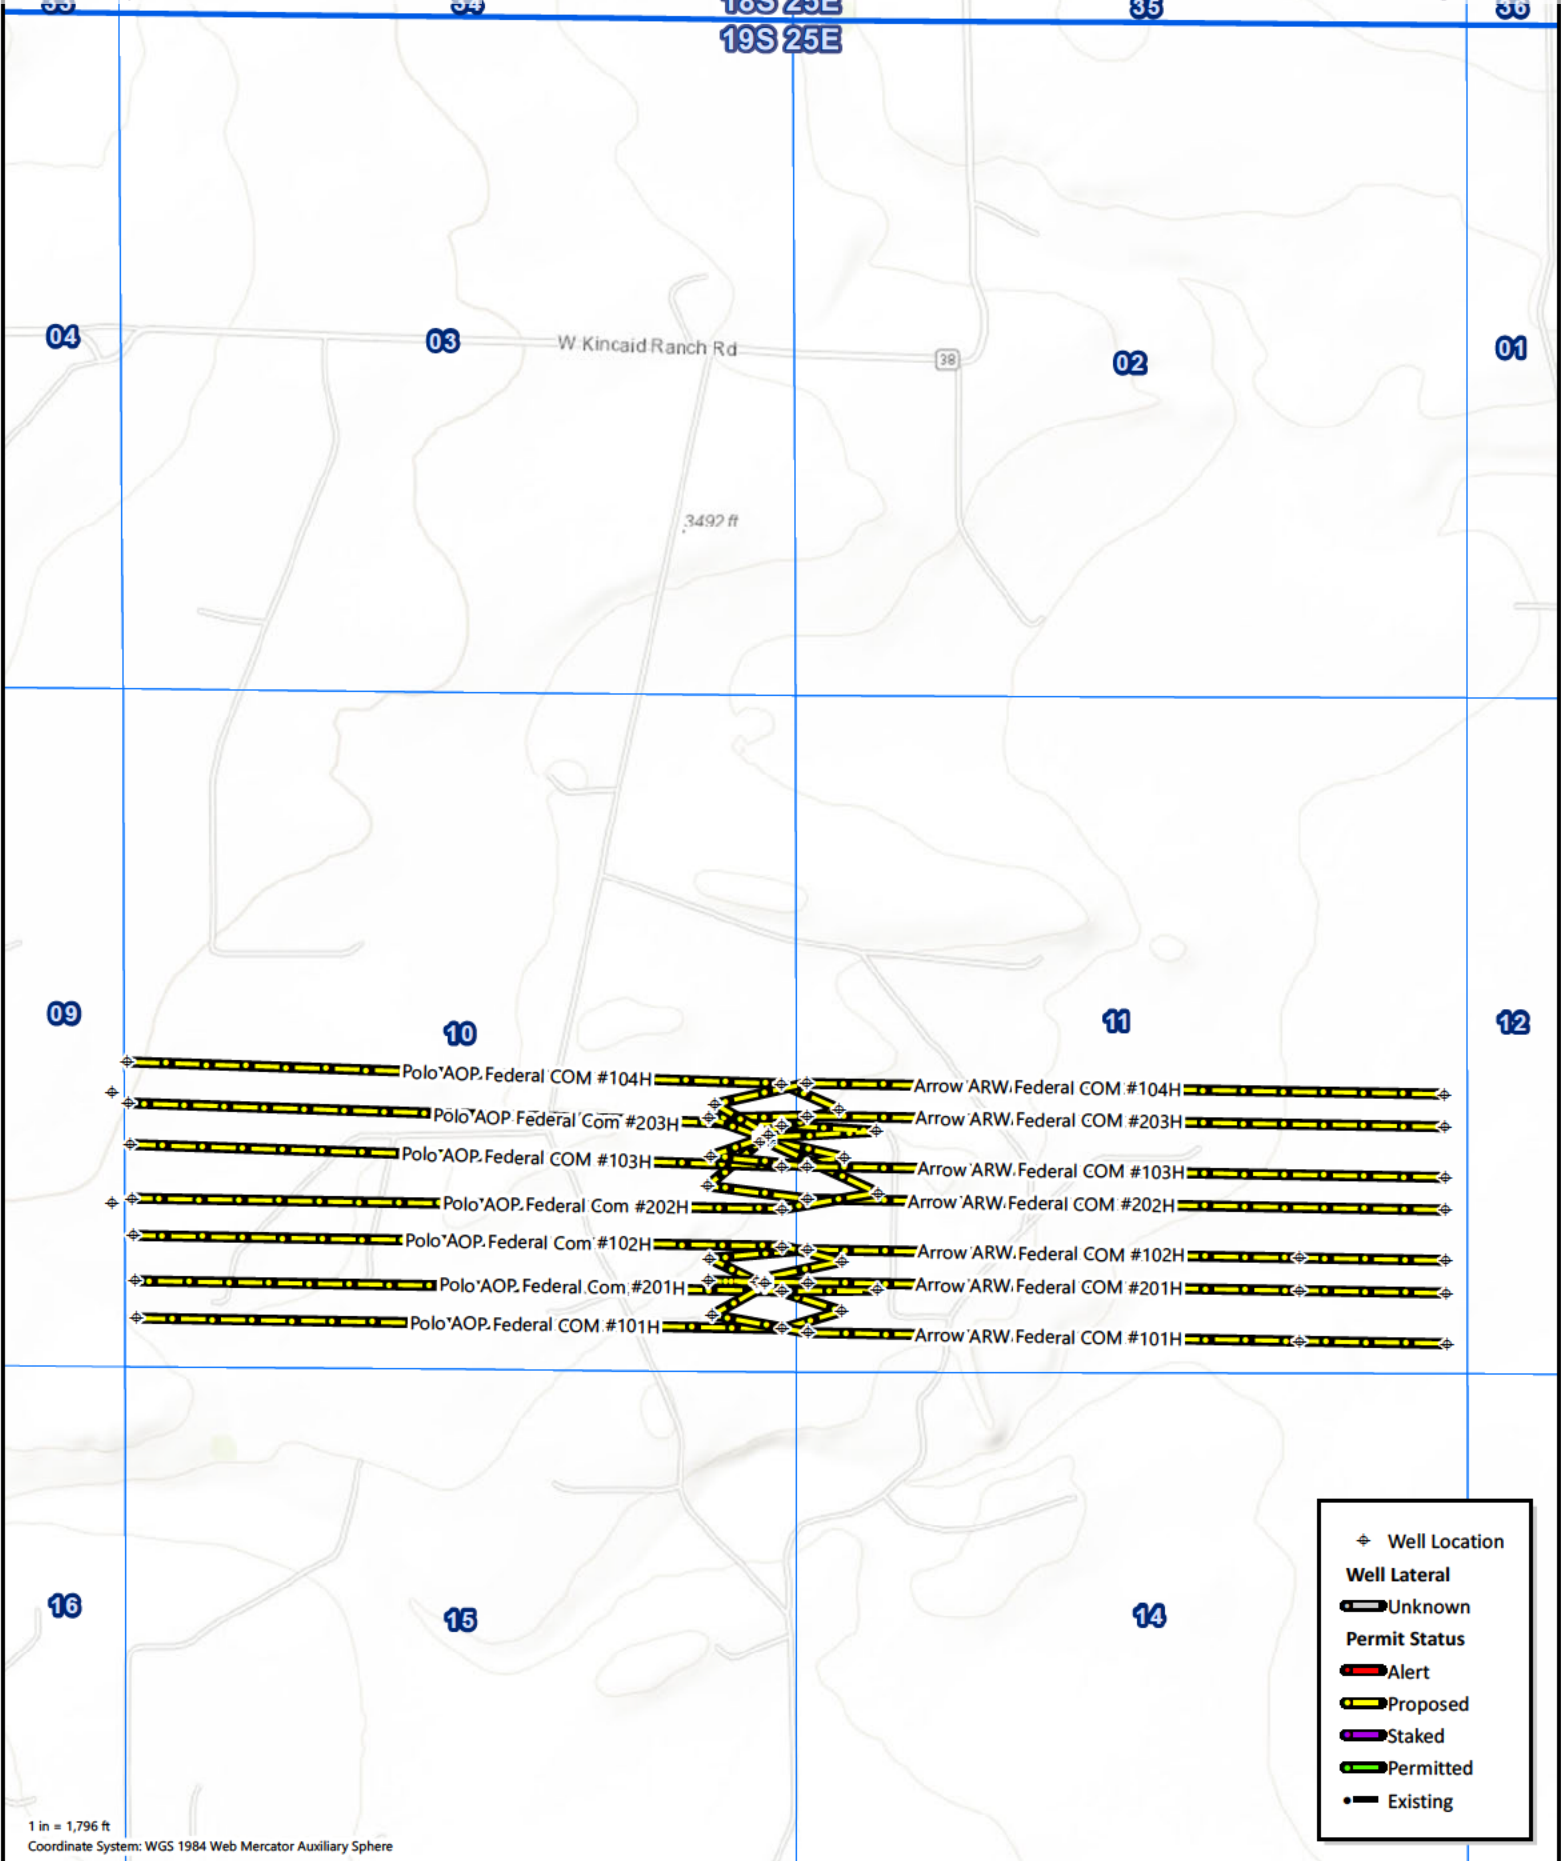 33
34
18S 25E
35
36
19S 25E
04
03
W Kincaid Ranch Rd
38
02
01
3492 ft
09
10
11
12
Polo AOP Federal COM #104H
Arrow ARW Federal COM #104H
Polo AOP Federal Com #203H
Arrow ARW Federal COM #203H
Polo AOP Federal COM #103H
Arrow ARW Federal COM #103H
Polo AOP Federal Com #202H
Arrow ARW Federal COM #202H
Polo AOP Federal Com #102H
Arrow ARW Federal COM #102H
Polo AOP Federal Com #201H
Arrow ARW Federal COM #201H
Polo AOP Federal COM #101H
Arrow ARW Federal COM #101H
16
15
14
Well Location
Well Lateral
Unknown
Permit Status
Alert
Proposed
Staked
Permitted
Existing
1 in = 1,796 ft
Coordinate System: WGS 1984 Web Mercator Auxiliary Sphere